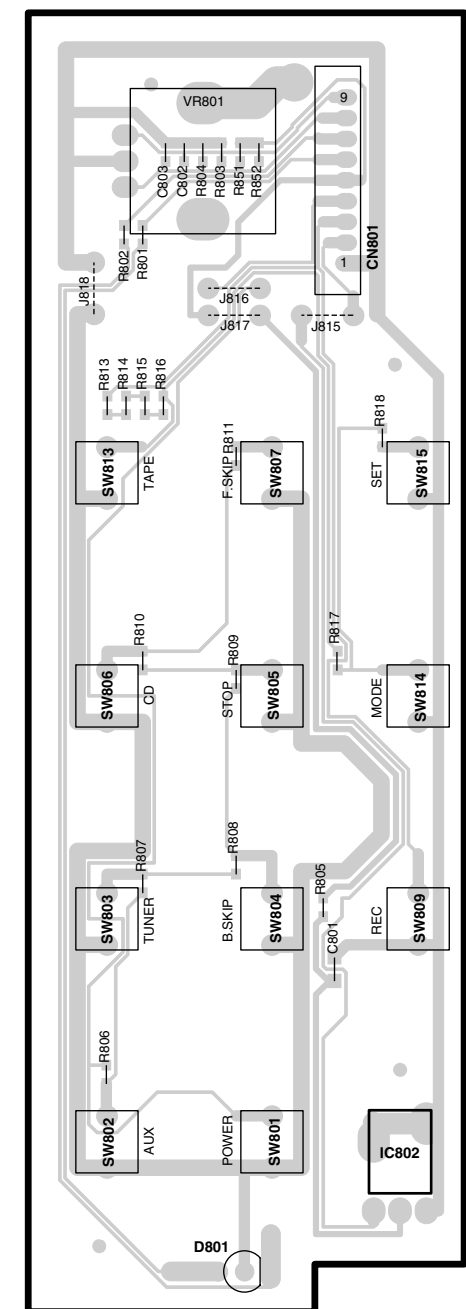 VR801
9
C803
C802
R804
R803
R851
R852
CN801
1
R802
R801
J818
J816
J817
J815
R813
R814
R815
R816
R811
R818
SW813
TAPE
F.SKIP
SW807
SET
SW815
R810
R809
R817
SW806
CD
STOP
SW805
MODE
SW814
R807
R808
R805
SW803
TUNER
B.SKIP
SW804
C801
REC
SW809
R806
SW802
AUX
POWER
SW801
IC802
D801